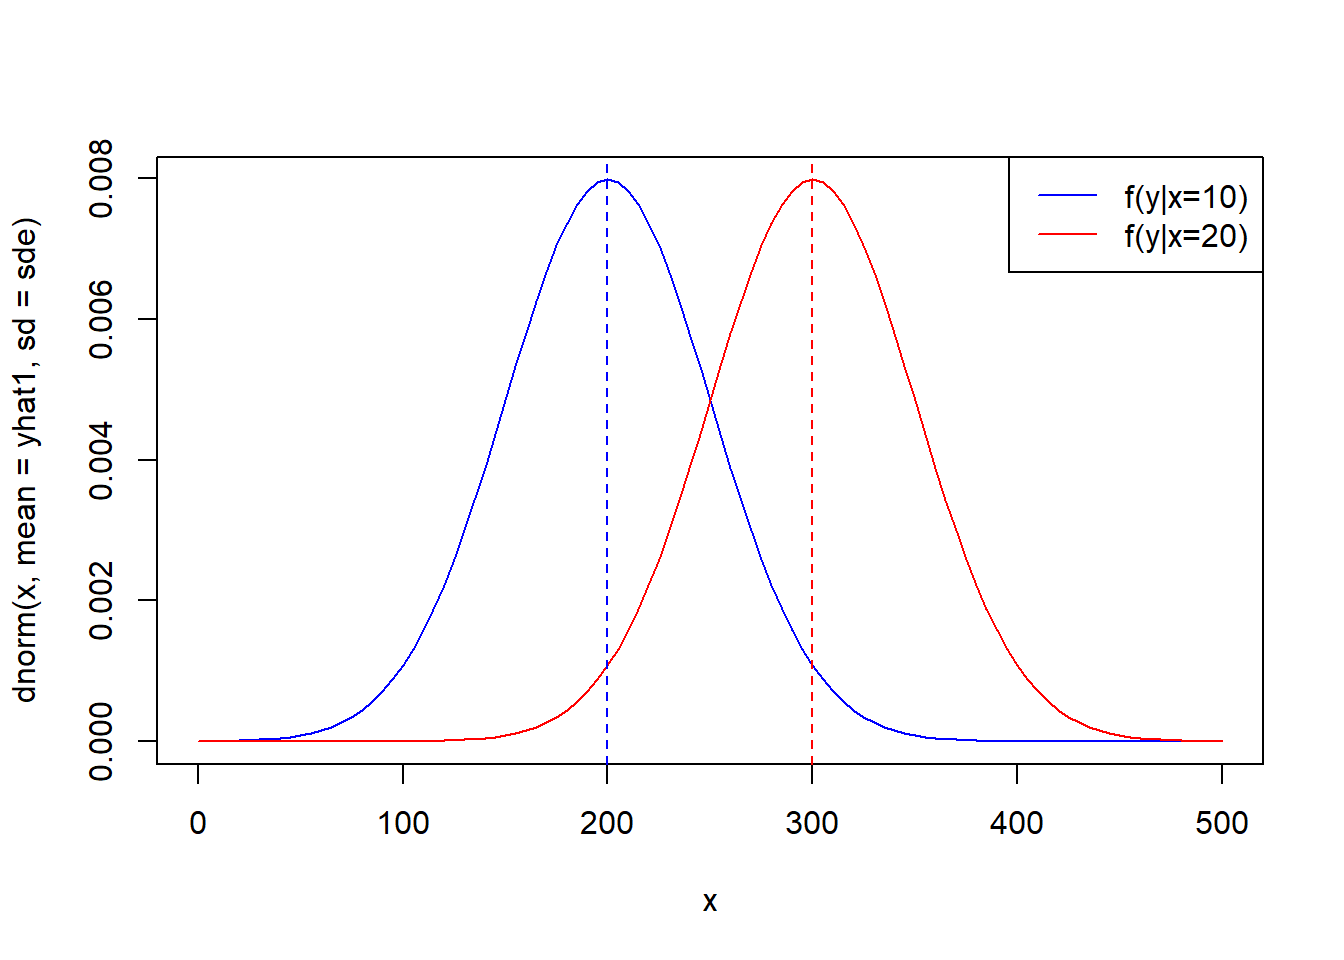 f(y|x=10)
f(y|x=20)
dnorm(x, mean = yhat1, sd = sde)
0.008
0.006
0.004
0.002
0.000
0 100 200 300 400 500
x